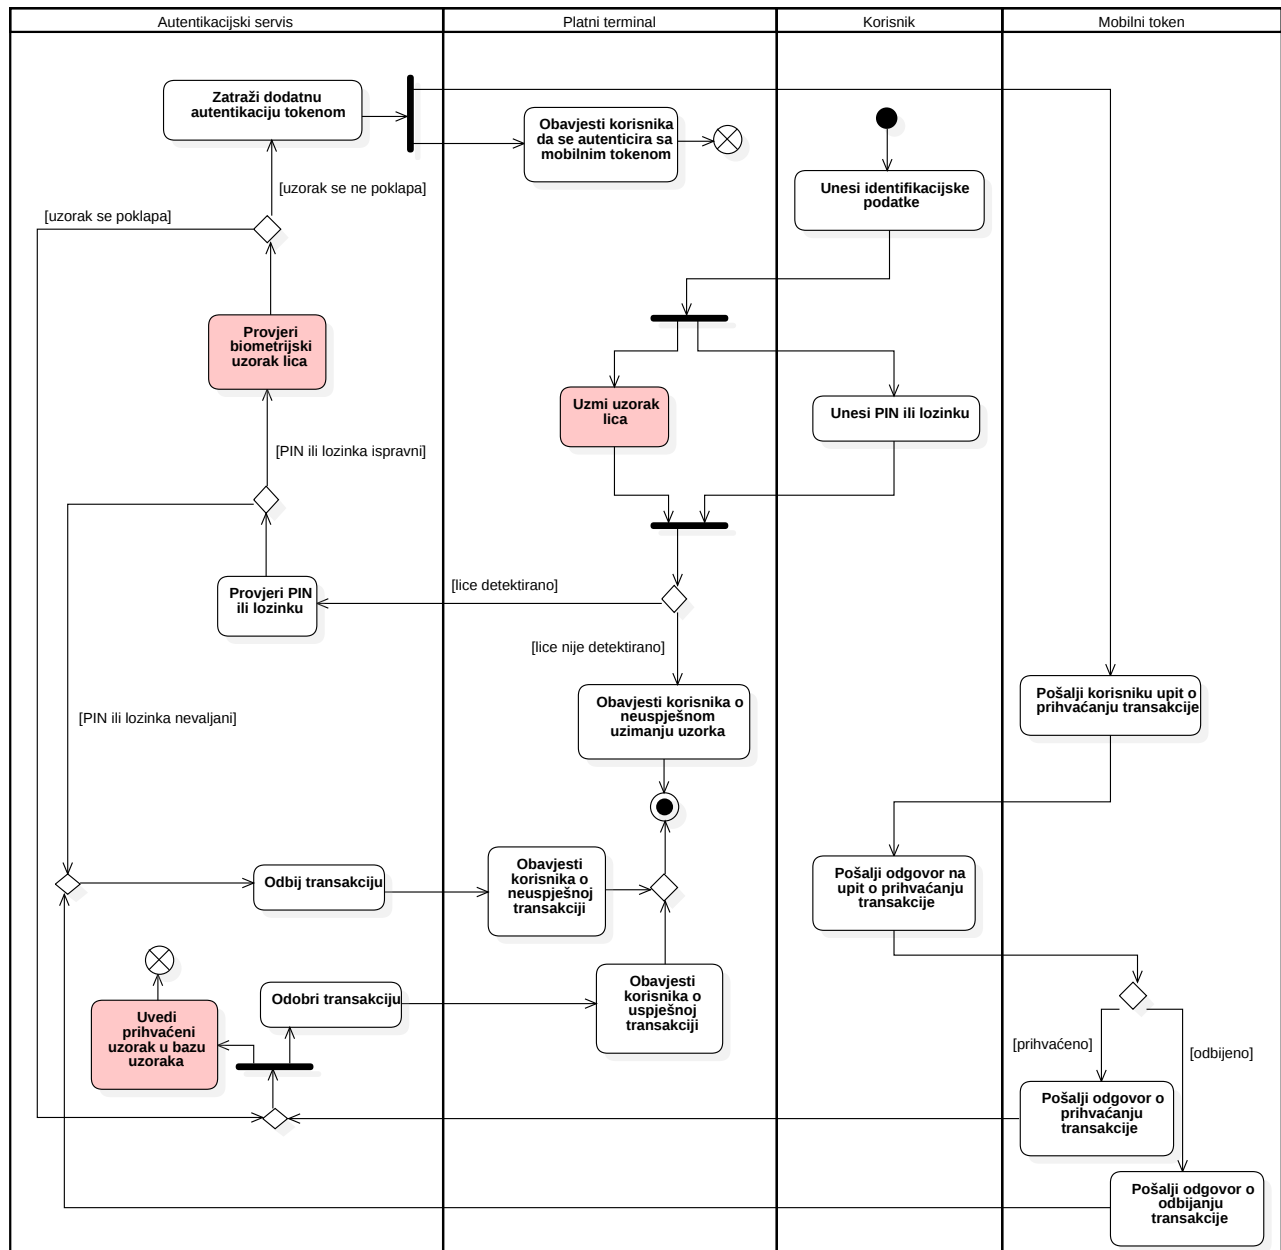 Autentikacijski servis
Platni terminal
Korisnik
Mobilni token
Zatraži dodatnu
autentikaciju tokenom
Obavjesti korisnika
da se autenticira sa
mobilnim tokenom
Unesi identifikacijske
podatke
[uzorak se ne poklapa]
[uzorak se poklapa]
Provjeri
biometrijski
uzorak lica
Uzmi uzorak
lica
Unesi PIN ili lozinku
[PIN ili lozinka ispravni]
Provjeri PIN
ili lozinku
[lice detektirano]
[lice nije detektirano]
[PIN ili lozinka nevaljani]
Obavjesti korisnika o
neuspješnom
uzimanju uzorka
Pošalji korisniku upit o
prihvaćanju transakcije
Odbij transakciju
Obavjesti
korisnika o
neuspješnoj
transakciji
Pošalji odgovor na
upit o prihvaćanju
transakcije
Uvedi
prihvaćeni
uzorak u bazu
uzoraka
Odobri transakciju
Obavjesti
korisnika o
uspješnoj
transakciji
[prihvaćeno]
[odbijeno]
Pošalji odgovor o
prihvaćanju
transakcije
Pošalji odgovor o
odbijanju
transakcije